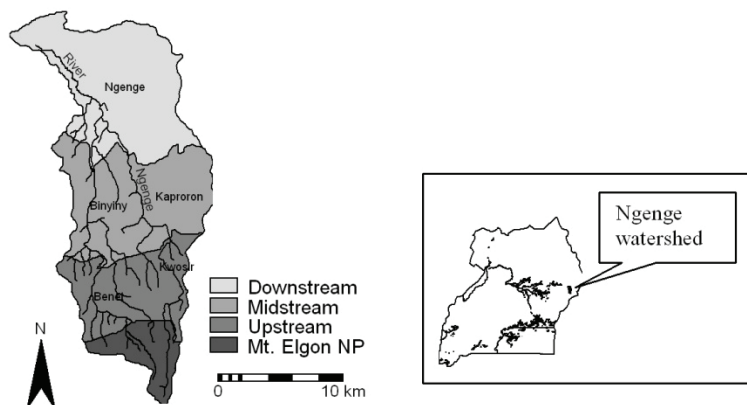 River
Ngenge
Ngenge
Kaproron
Binyiny
Kwosir
Benet
Downstream
Midstream
Upstream
Mt. Elgon NP
N
0 10 km
Ngenge
watershed